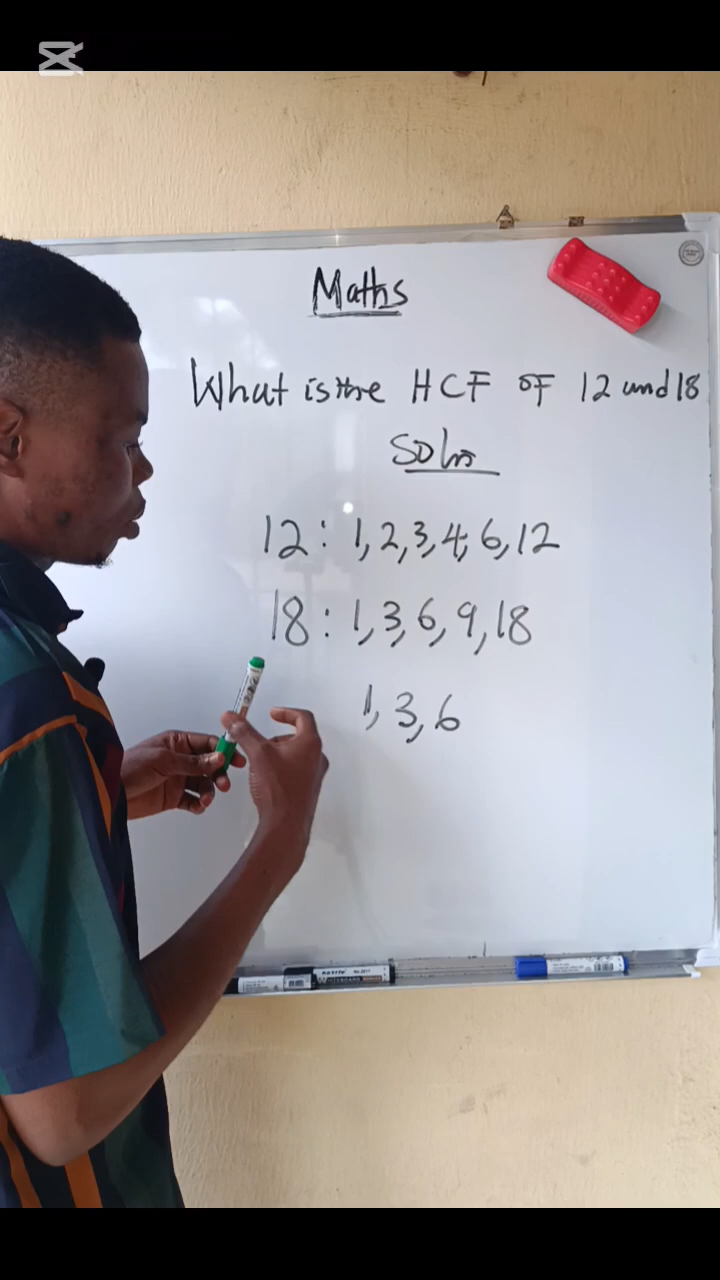 Maths
What is the HCF OF 12 and 18
Soln
12: 1, 2, 3, 4, 6, 12
18: 1, 3, 6, 9, 18
1, 3, 6